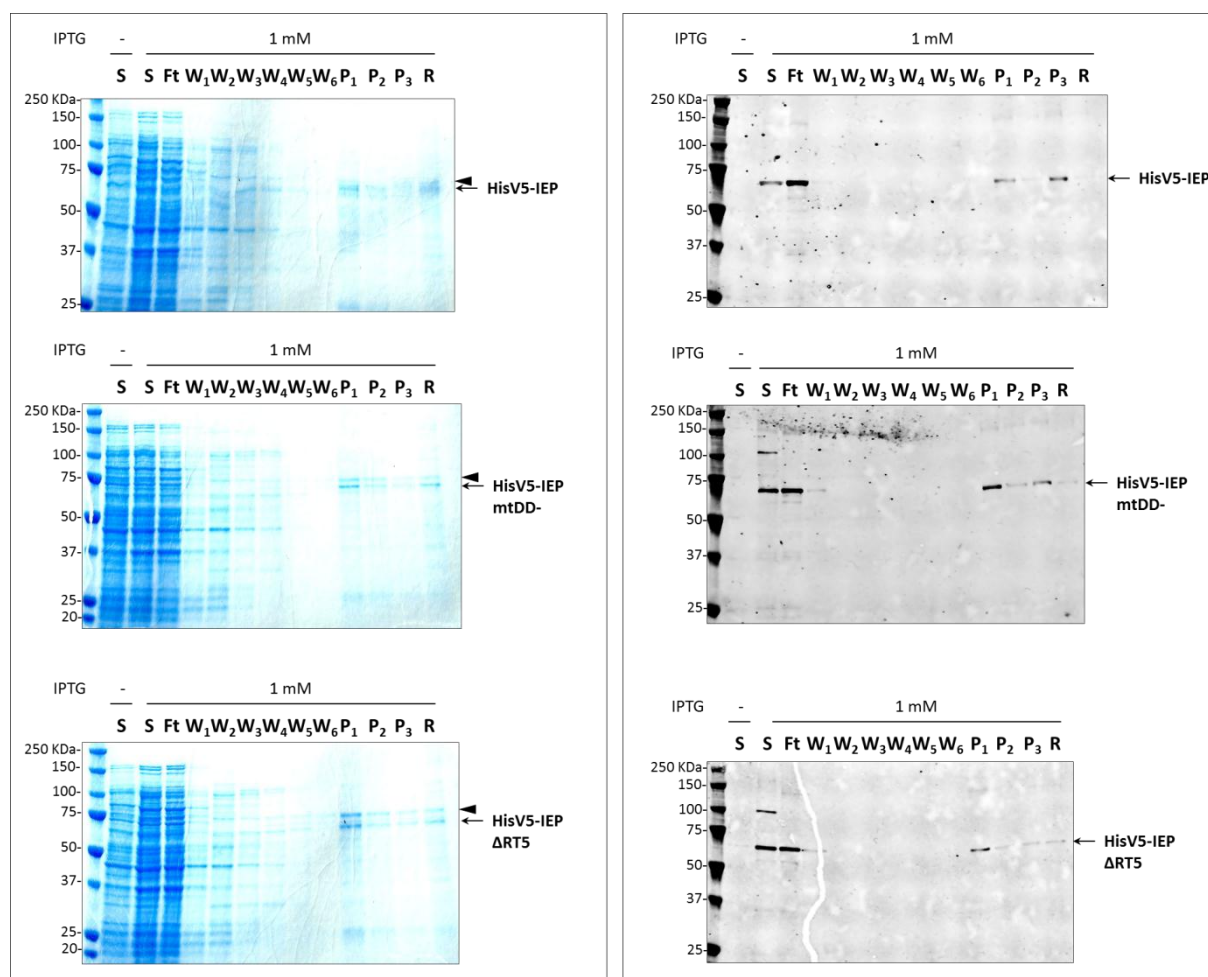 IPTG - 1 mM
S S Ft W₁ W₂ W₃ W₄ W₅ W₆ P₁ P₂ P₃ R
250 KDa-
150-
100-
75-
50-
37-
25-
HisV5-IEP
IPTG - 1 mM
S S Ft W₁ W₂ W₃ W₄ W₅ W₆ P₁ P₂ P₃ R
250 KDa-
150-
100-
75-
50-
37-
25-
20-
HisV5-IEP
mtDD-
IPTG - 1 mM
S S Ft W₁ W₂ W₃ W₄ W₅ W₆ P₁ P₂ P₃ R
250 KDa-
150-
100-
75-
50-
37-
25-
20-
HisV5-IEP
ΔRT5
IPTG - 1 mM
S S Ft W₁ W₂ W₃ W₄ W₅ W₆ P₁ P₂ P₃ R
250 KDa-
150-
100-
75-
50-
37-
25-
HisV5-IEP
IPTG - 1 mM
S S Ft W₁ W₂ W₃ W₄ W₅ W₆ P₁ P₂ P₃ R
250 KDa-
150-
100-
75-
50-
37-
25-
HisV5-IEP
mtDD-
IPTG - 1 mM
S S Ft W₁ W₂ W₃ W₄ W₅ W₆ P₁ P₂ P₃ R
250 KDa-
150-
100-
75-
50-
37-
25-
HisV5-IEP
ΔRT5